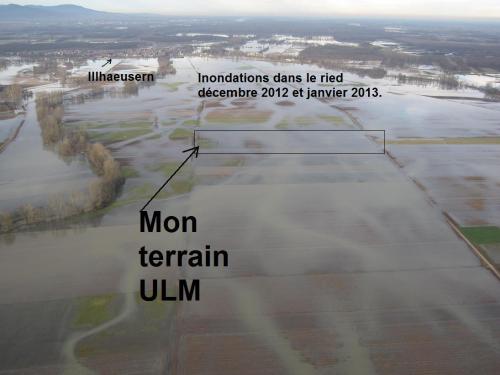 Illhaeusern
Inondations dans le ried
décembre 2012 et janvier 2013.
Mon
terrain
ULM